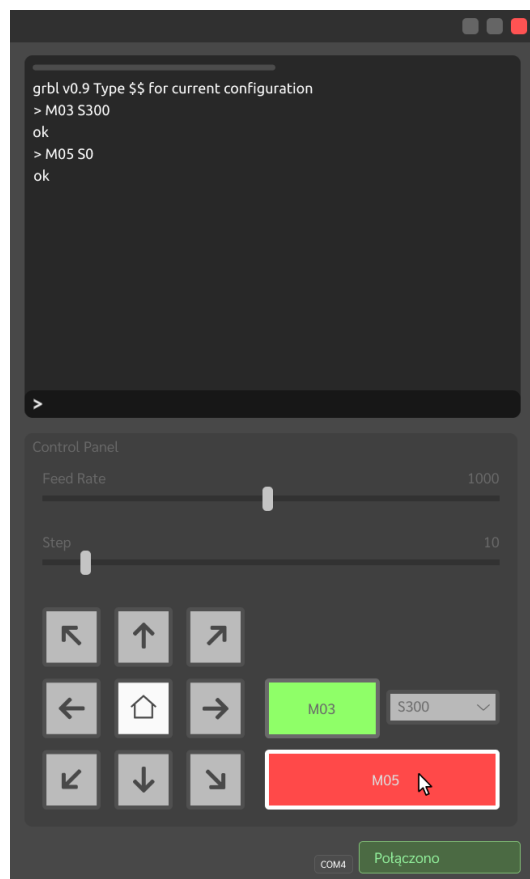 grbl v0.9 Type $$ for current configuration
> M03 S300
ok
> M05 S0
ok
>
Control Panel
Feed Rate 1000
Step 10
M03 S300
M05
COM4 Połączono